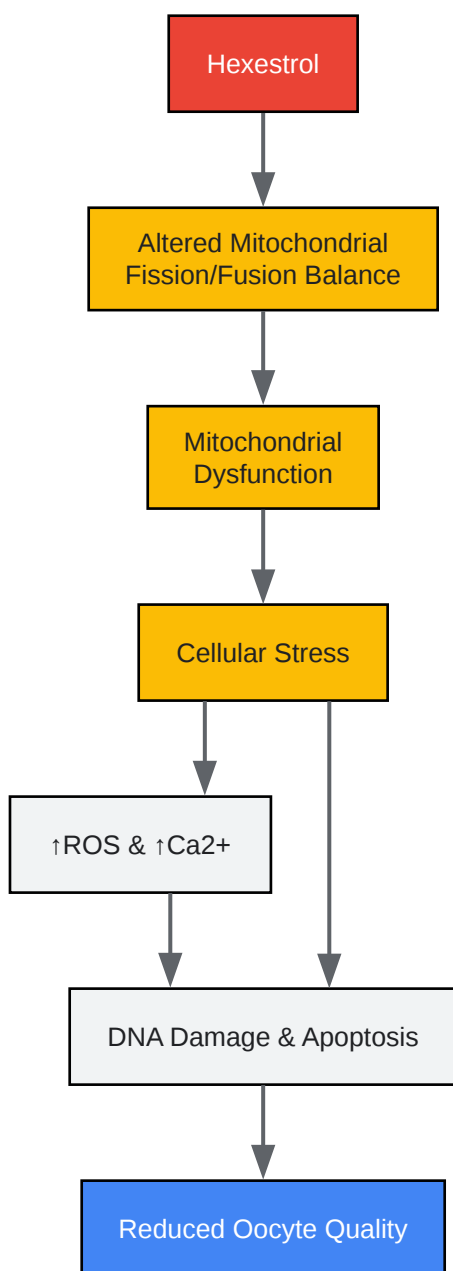 Hexestrol
Altered Mitochondrial
Fission/Fusion Balance
Mitochondrial
Dysfunction
Cellular Stress
↑ROS & ↑Ca2+
DNA Damage & Apoptosis
Reduced Oocyte Quality